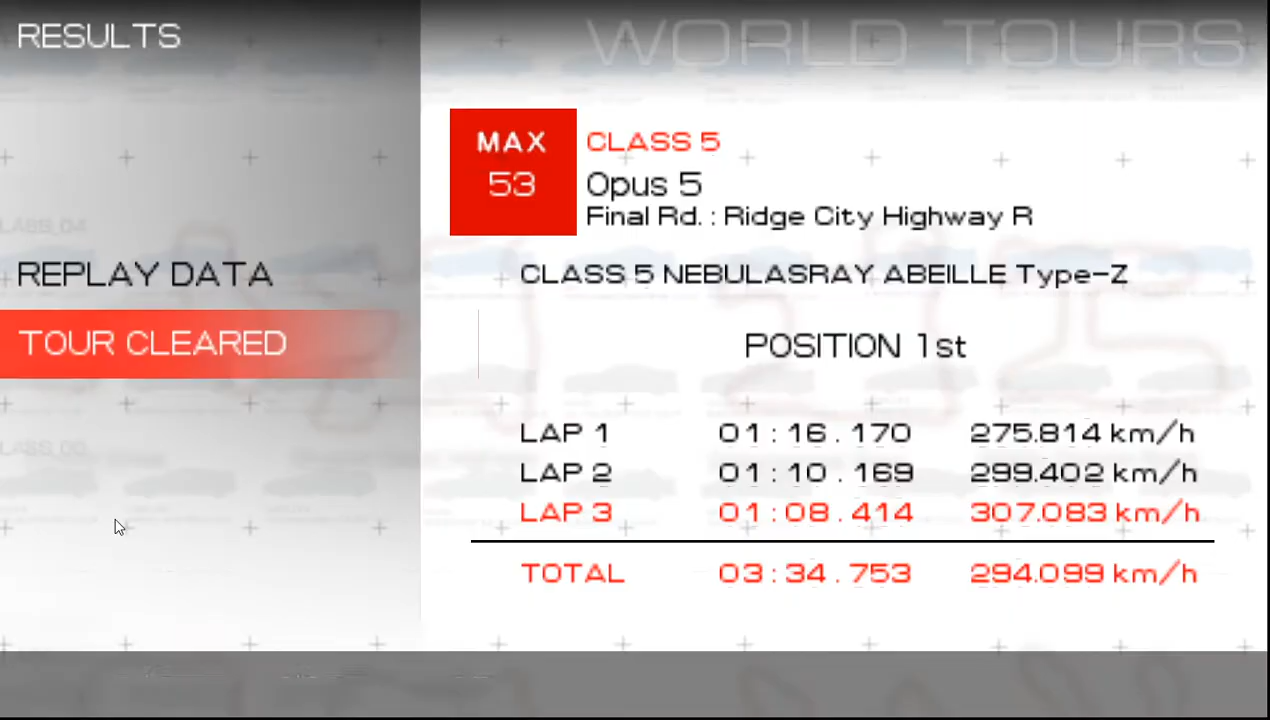 RESULTS
WORLD TOURS
MAX
53
CLASS 5
Opus 5
Final Rd. : Ridge City Highway R
LASS_04
REPLAY DATA
CLASS 5 NEBULASRAY ABEILLE Type-Z
TOUR CLEARED
POSITION 1st
LAP 1 01 : 16 . 170 275.814 km/h
LAP 2 01 : 10 . 169 299.402 km/h
LAP 3 01 : 08 . 414 307.083 km/h
TOTAL 03 : 34 . 753 294.099 km/h